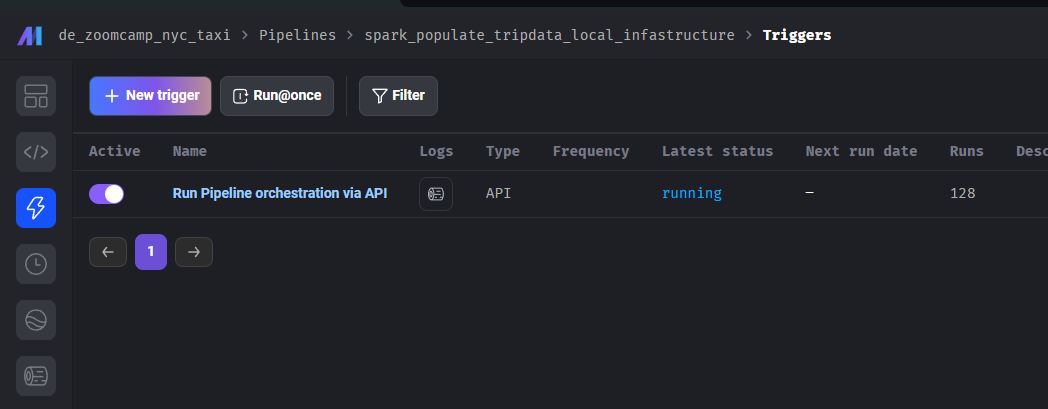 de_zoomcamp_nyc_taxi > Pipelines > spark_populate_tripdata_local_infastructure > Triggers
+ New trigger Run@once Filter
Active Name Logs Type Frequency Latest status Next run date Runs Desc
Run Pipeline orchestration via API API running — 128
← 1 →